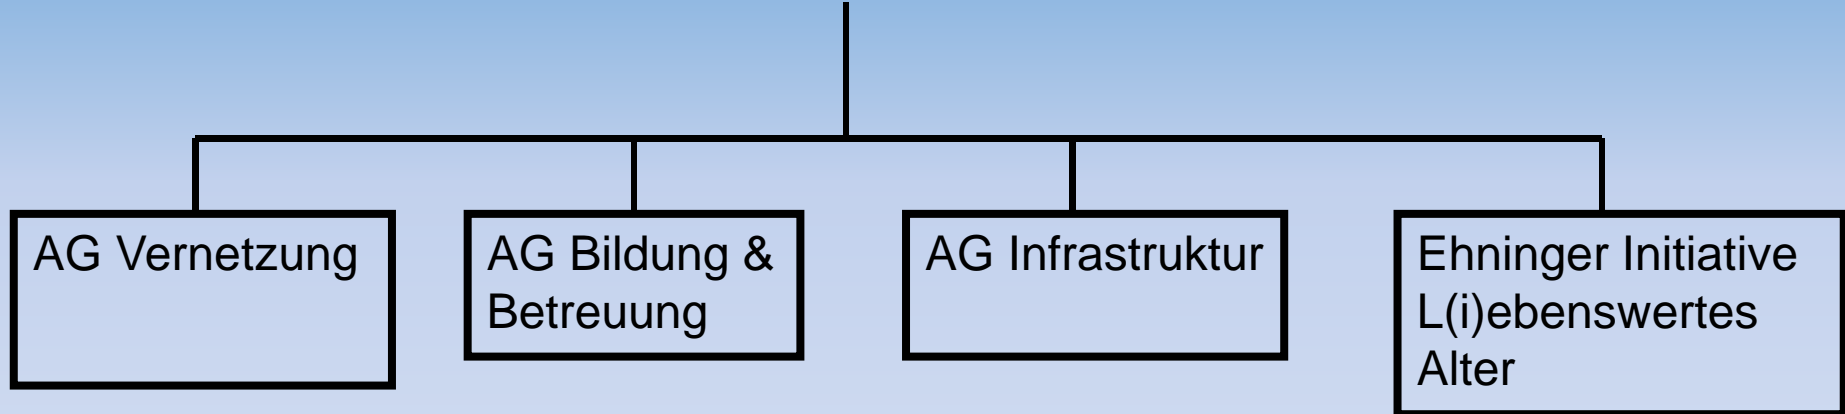 AG Vernetzung
AG Bildung &
Betreuung
AG Infrastruktur
Ehninger Initiative
L(i)ebenswertes
Alter